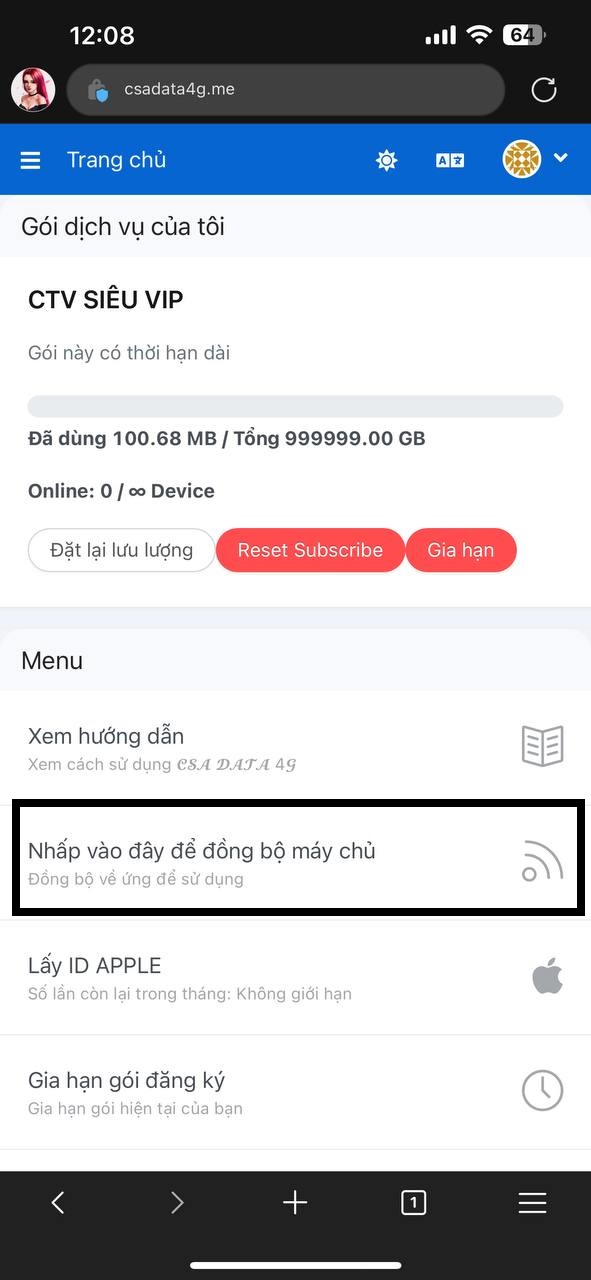 12:08
64
csadata4g.me
Trang chủ
Gói dịch vụ của tôi
CTV SIÊU VIP
Gói này có thời hạn dài
Đã dùng 100.68 MB / Tổng 999999.00 GB
Online: 0 / ∞ Device
Đặt lại lưu lượng Reset Subscribe Gia hạn
Menu
Xem hướng dẫn
Xem cách sử dụng 𝓒𝓢𝓐 𝓓𝓐𝓣𝓐 4𝓖
Nhấp vào đây để đồng bộ máy chủ
Đồng bộ về ứng để sử dụng
Lấy ID APPLE
Số lần còn lại trong tháng: Không giới hạn
Gia hạn gói đăng ký
Gia hạn gói hiện tại của bạn
1